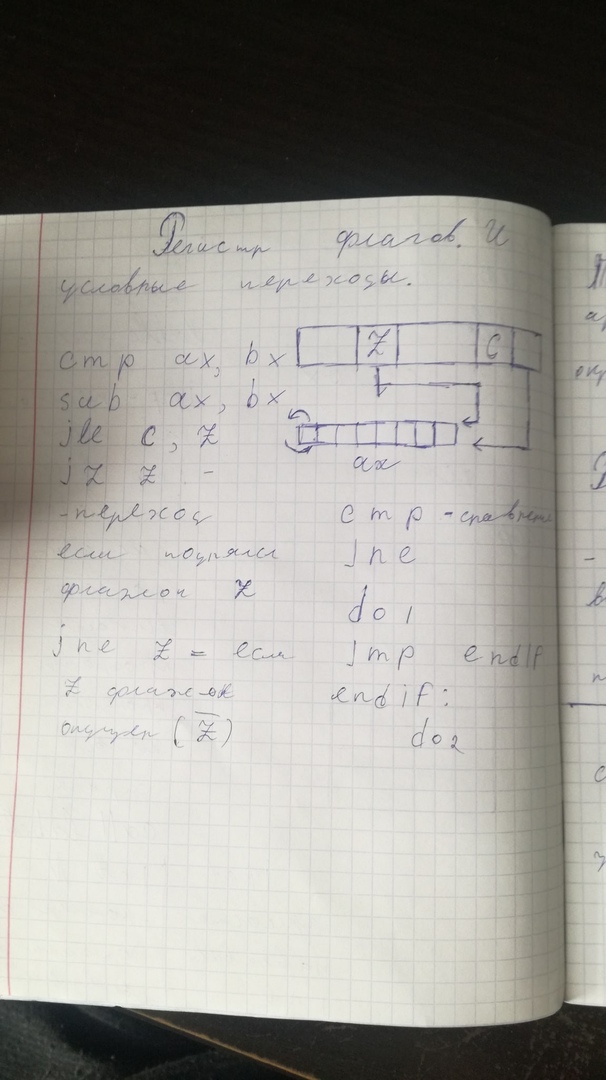 Регистр флагов. И
условные переходы.
Z C
cmp ax, bx
sub ax, bx
jle c, Z
jz Z -
ax
- переход
если поднят
флажок Z
jne Z = если
Z флажок
опущен (Z̅)
cmp - сравнение
jne
do1
jmp endif
endif:
do2